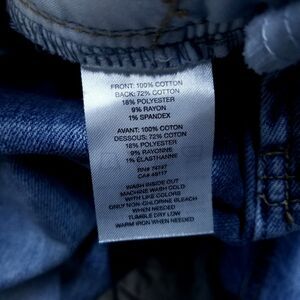 FRONT: 100% COTTON
BACK: 72% COTTON
18% POLYESTER
9% RAYON
1% SPANDEX
AVANT: 100% COTON
DESSOUS: 72% COTON
18% POLYESTER
9% RAYONNE
1% ÉLASTHANNE
RN# 74747
CA# 49117
WASH INSIDE OUT
MACHINE WASH COLD
WITH LIKE COLORS
ONLY NON-CHLORINE BLEACH
WHEN NEEDED
TUMBLE DRY LOW
WARM IRON WHEN NEEDED